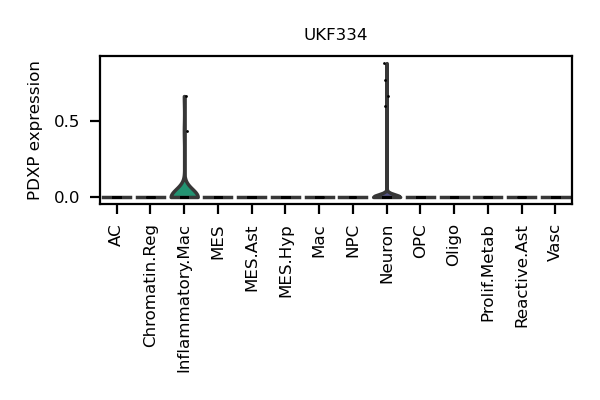 UKF334
PDXP expression
0.5
0.0
AC
Chromatin.Reg
Inflammatory.Mac
MES
MES.Ast
MES.Hyp
Mac
NPC
Neuron
OPC
Oligo
Prolif.Metab
Reactive.Ast
Vasc